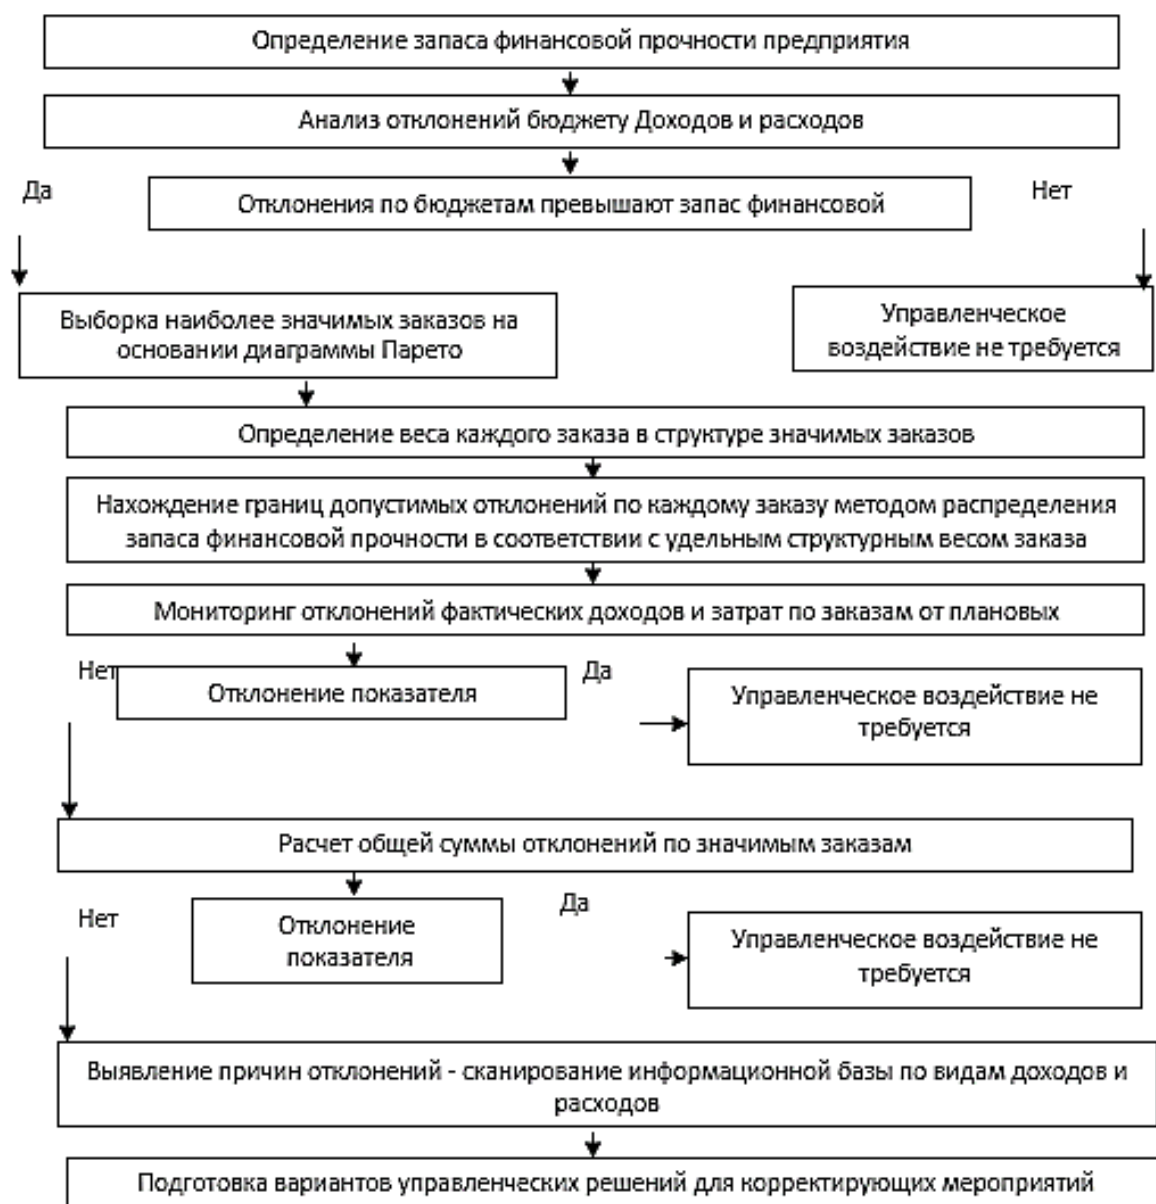 Определение запаса финансовой прочности предприятия
Анализ отклонений бюджету Доходов и расходов
Да
Нет
Отклонения по бюджетам превышают запас финансовой
Выборка наиболее значимых заказов на
основании диаграммы Парето
Управленческое
воздействие не требуется
Определение веса каждого заказа в структуре значимых заказов
Нахождение границ допустимых отклонений по каждому заказу методом распределения
запаса финансовой прочности в соответствии с удельным структурным весом заказа
Мониторинг отклонений фактических доходов и затрат по заказам от плановых
Нет
Да
Отклонение показателя
Управленческое воздействие не
требуется
Расчет общей суммы отклонений по значимым заказам
Нет
Да
Отклонение
показателя
Управленческое воздействие не
требуется
Выявление причин отклонений - сканирование информационной базы по видам доходов и
расходов
Подготовка вариантов управленческих решений для корректирующих мероприятий